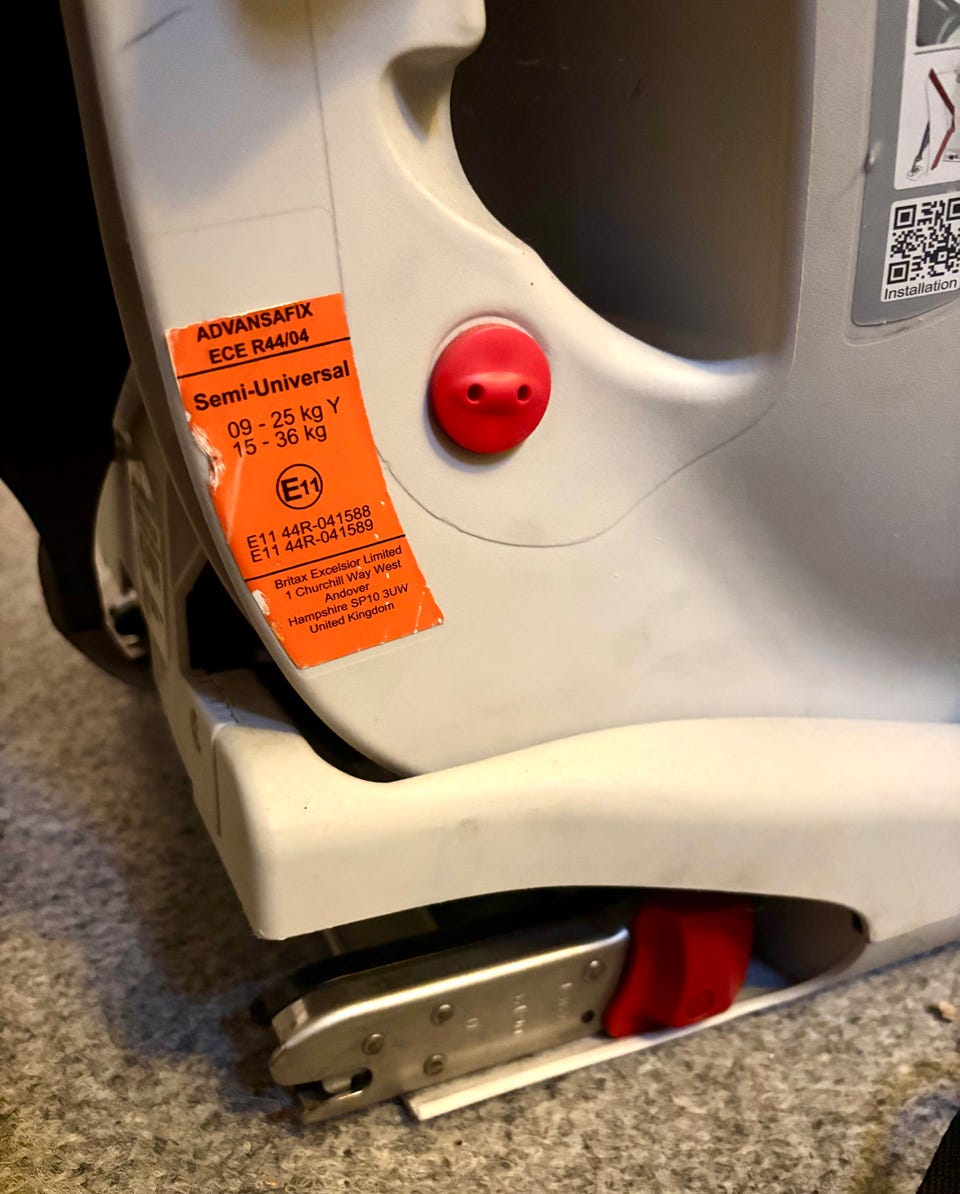 ADVANSAFIX
ECE R44/04
Semi-Universal
09 - 25 kg Y
15 - 36 kg
E11
E11 44R-041588
E11 44R-041589
Britax Excelsior Limited
1 Churchill Way West
Andover
Hampshire SP10 3UW
United Kingdom
Installation